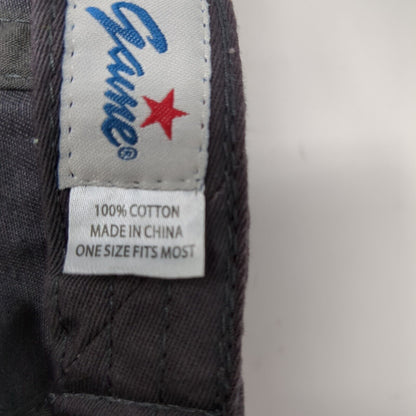 Game®
100% COTTON
MADE IN CHINA
ONE SIZE FITS MOST